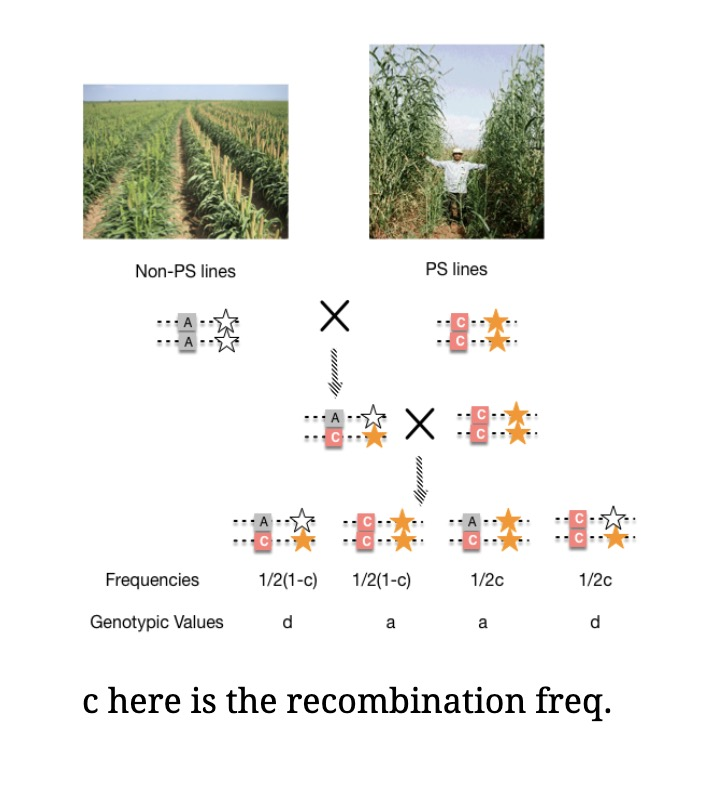 Non-PS lines PS lines
A C
A C
A C
C C
A C A C
C C C C
Frequencies 1/2(1-c) 1/2(1-c) 1/2c 1/2c
Genotypic Values d a a d
c here is the recombination freq.